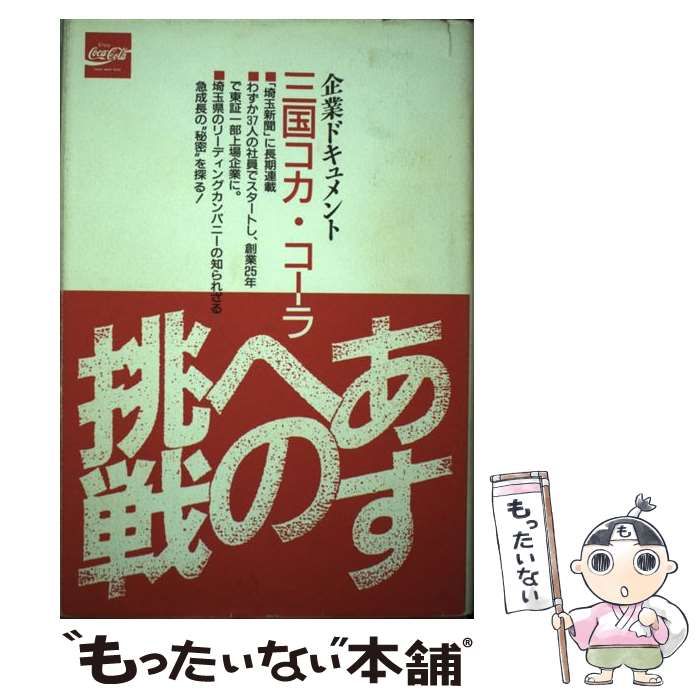 Enjoy
Coca-Cola
企業ドキュメント
三国コカ・コーラ
■「埼玉新聞」に長期連載
■わずか37人の社員でスタートし、創業25年
で東証一部上場企業に。
■埼玉県のリーディングカンパニーの知られざる
急成長の“秘密”を探る！
あす
への
挑戦
も
もったいない
“もったいない本舗®